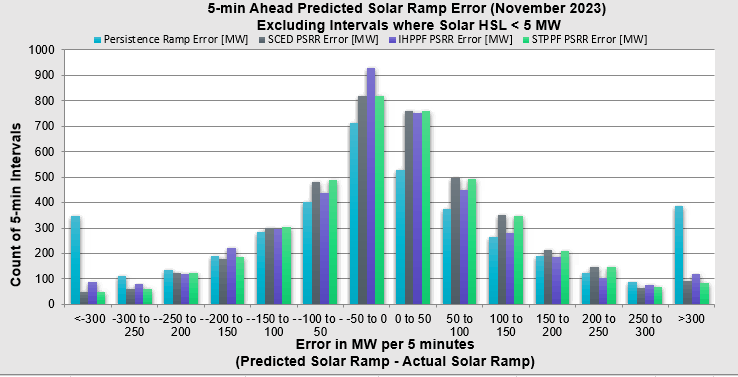 5-min Ahead Predicted Solar Ramp Error (November 2023)
Excluding Intervals where Solar HSL < 5 MW
Persistence Ramp Error [MW] SCED PSRR Error [MW] IHPPF PSRR Error [MW] STPPF PSRR Error [MW]
1000
900
800
700
600
500
400
300
200
100
0
Count of 5-min Intervals
<-300 -300 to --250 to --200 to --150 to --100 to --50 to 0 0 to 50 50 to 100 to 150 to 200 to 250 to >300
250 200 150 100 50 100 150 200 250 300
Error in MW per 5 minutes
(Predicted Solar Ramp - Actual Solar Ramp)